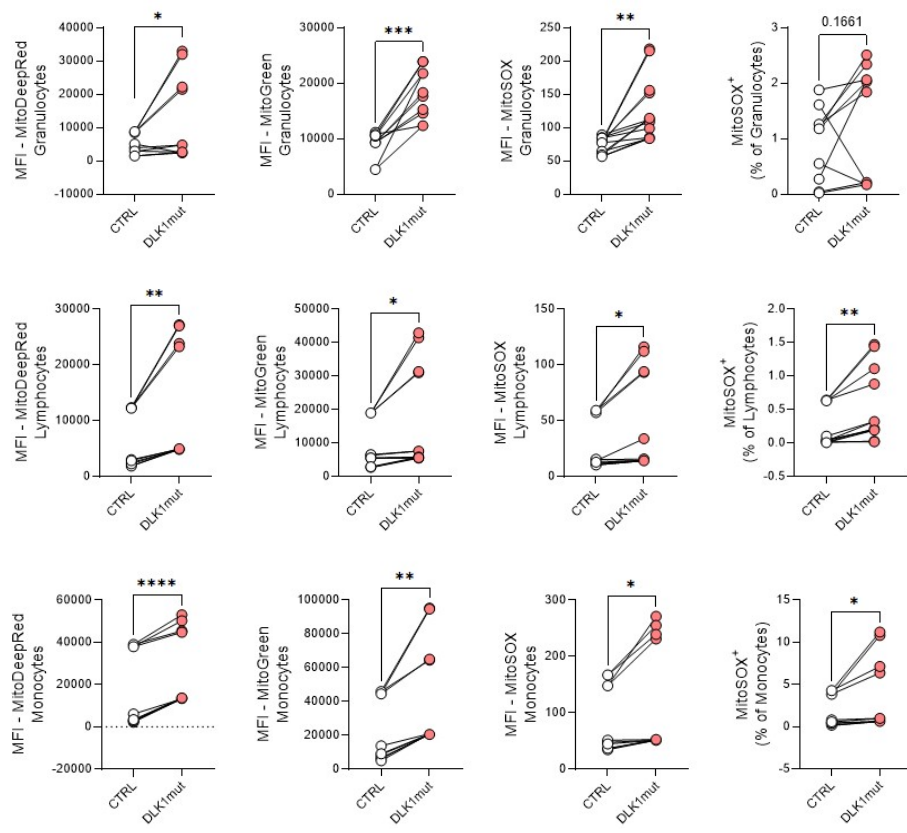 MFI - MitoDeepRed
Granulocytes
40000
30000
20000
10000
0
-10000
*
CTRL
DLK1mut
MFI - MitoGreen
Granulocytes
30000
20000
10000
0
***
CTRL
DLK1mut
MFI - MitoSOX
Granulocytes
250
200
150
100
50
0
**
CTRL
DLK1mut
MitoSOX+
(% of Granulocytes)
3
2
1
0
0.1661
CTRL
DLK1mut
MFI - MitoDeepRed
Lymphocytes
30000
20000
10000
0
**
CTRL
DLK1mut
MFI - MitoGreen
Lymphocytes
50000
40000
30000
20000
10000
0
*
CTRL
DLK1mut
MFI - MitoSOX
Lymphocytes
150
100
50
0
*
CTRL
DLK1mut
MitoSOX+
(% of Lymphocytes)
2.0
1.5
1.0
0.5
0.0
-0.5
**
CTRL
DLK1mut
MFI - MitoDeepRed
Monocytes
60000
40000
20000
0
-20000
****
CTRL
DLK1mut
MFI - MitoGreen
Monocytes
100000
80000
60000
40000
20000
0
**
CTRL
DLK1mut
MFI - MitoSOX
Monocytes
300
200
100
0
*
CTRL
DLK1mut
MitoSOX+
(% of Monocytes)
15
10
5
0
-5
*
CTRL
DLK1mut